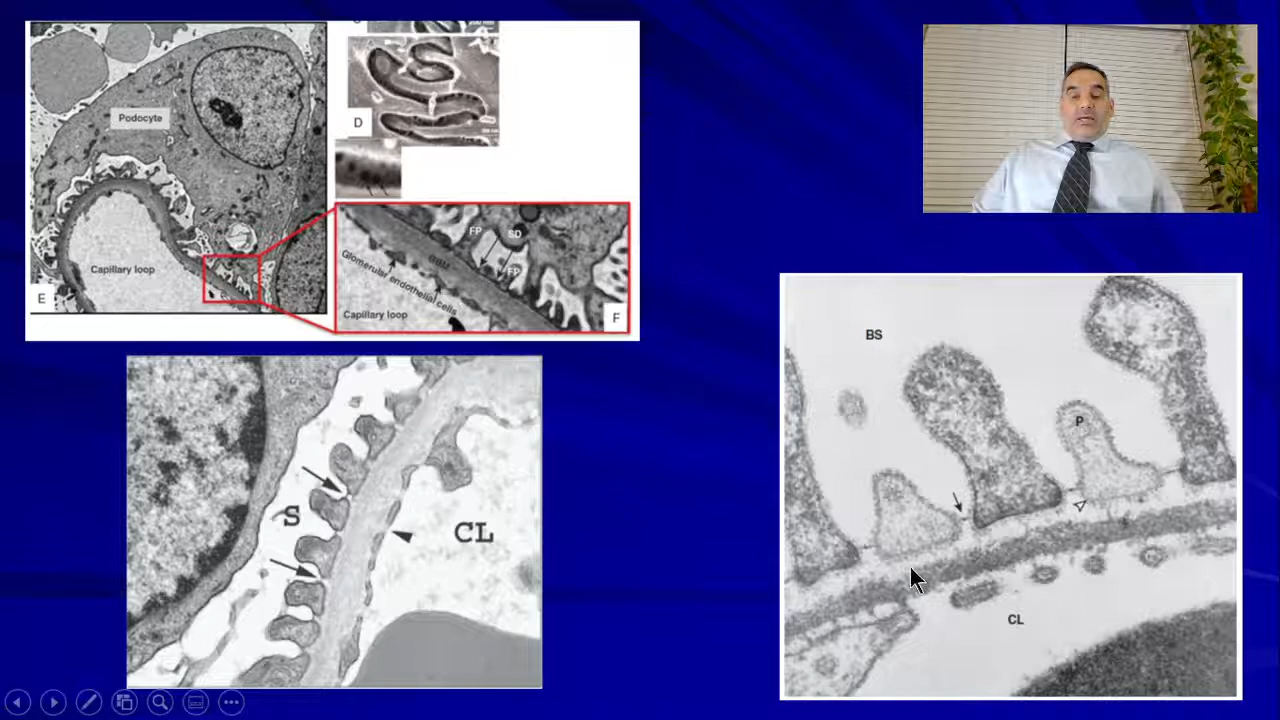 Podocyte
Capillary loop
E
D
FP
SD
FP
GBM
Glomerular endothelial cells
Capillary loop
F
S
CL
BS
P
CL